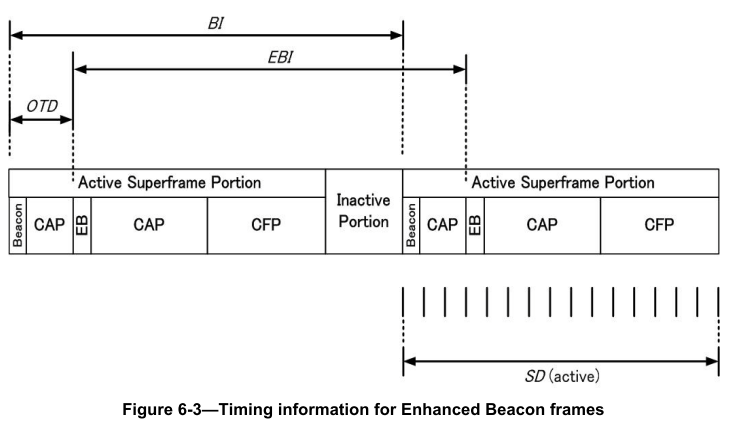 BI
EBI
OTD
Active Superframe Portion
Inactive
Portion
Active Superframe Portion
Beacon
CAP
EB
CAP
CFP
Beacon
CAP
EB
CAP
CFP
SD (active)
Figure 6-3—Timing information for Enhanced Beacon frames